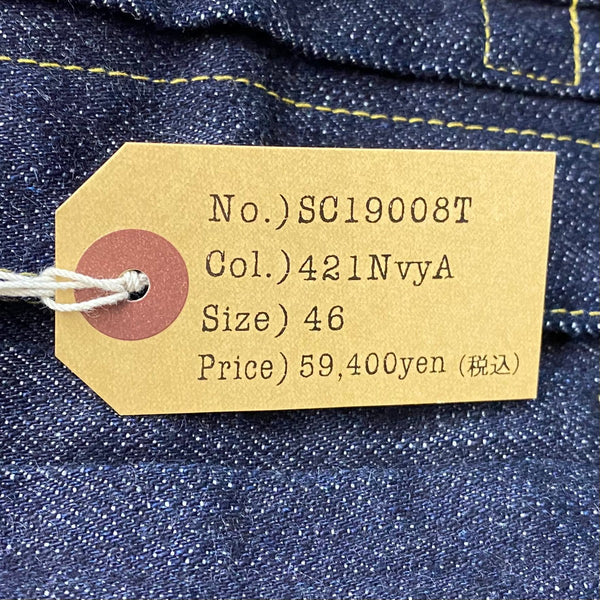 No.) SC19008T
Col.) 421NvyA
Size) 46
Price) 59,400yen (税込)